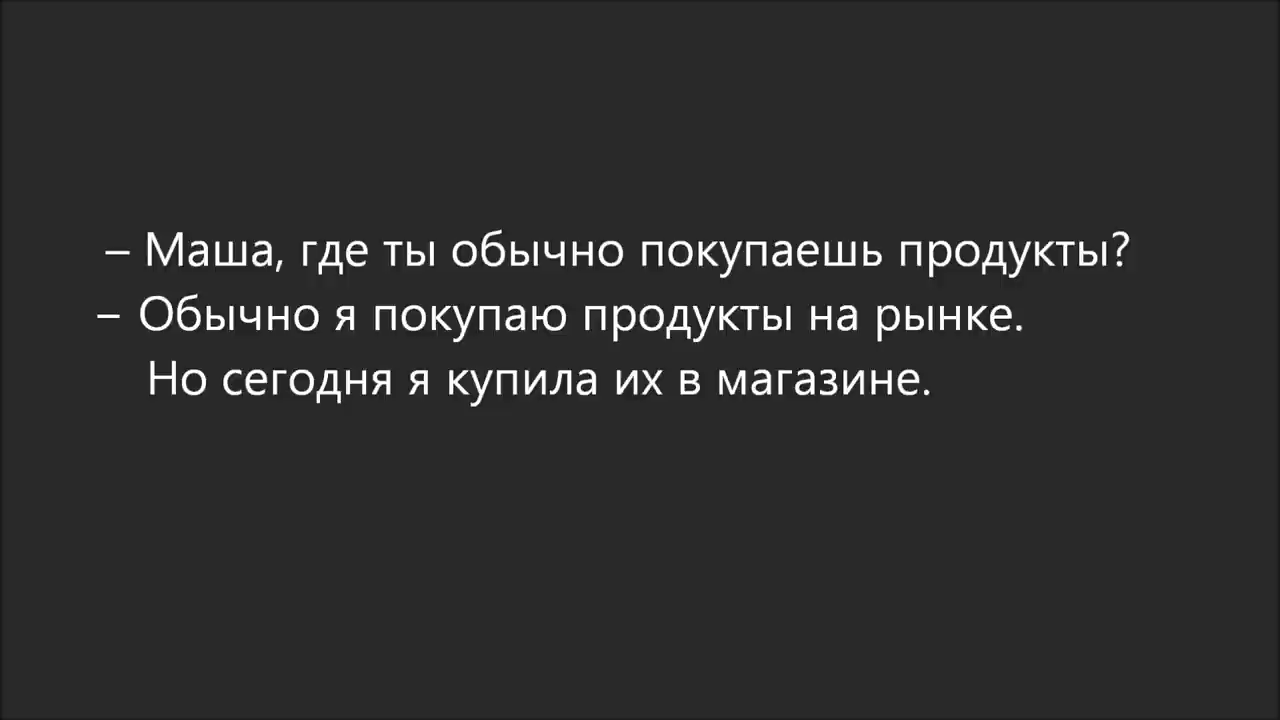 – Маша, где ты обычно покупаешь продукты?
– Обычно я покупаю продукты на рынке.
Но сегодня я купила их в магазине.